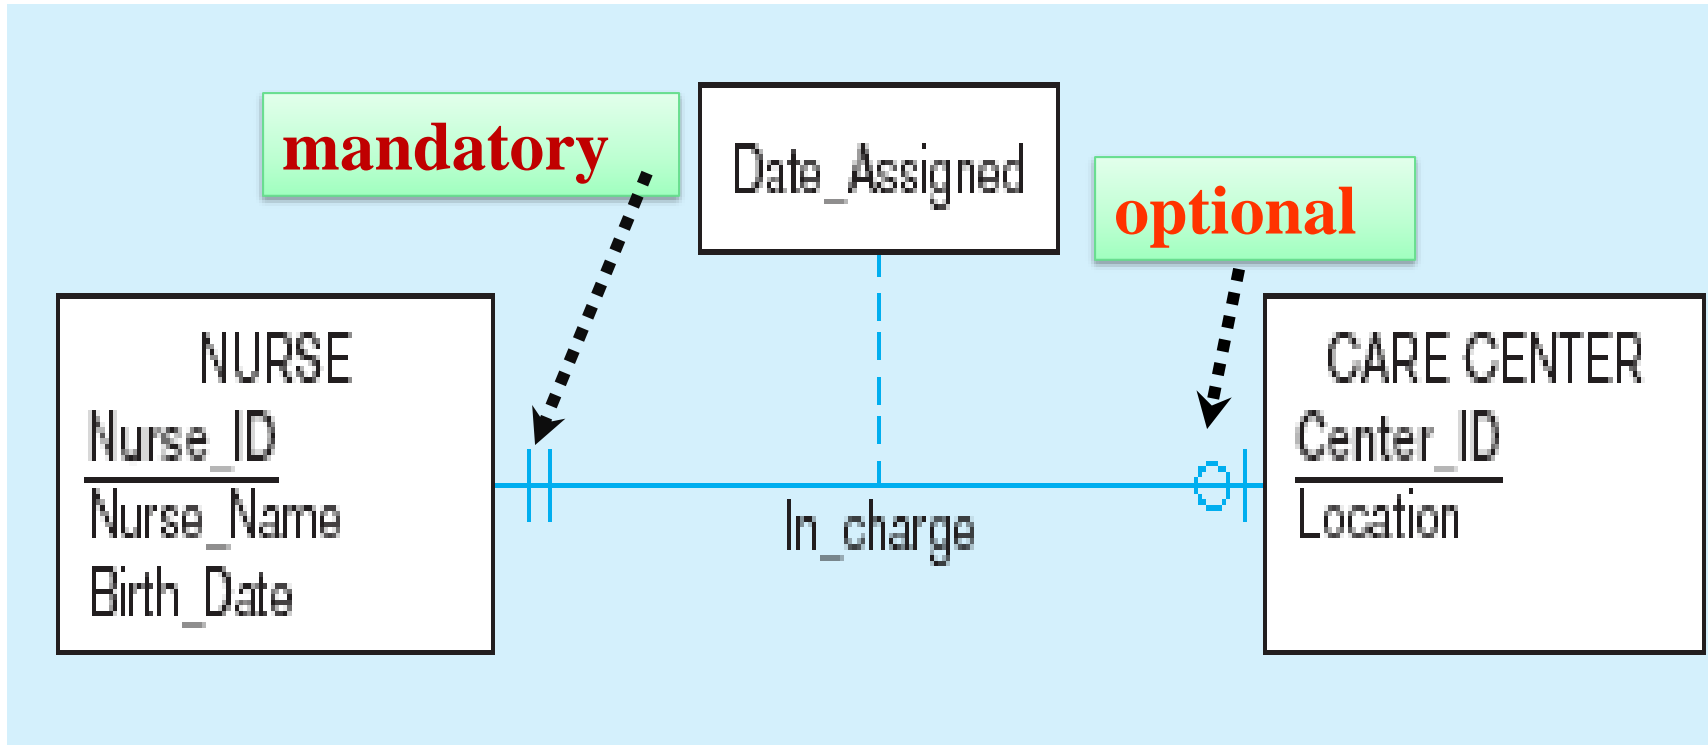 mandatory
Date_Assigned
optional
NURSE
Nurse_ID
Nurse_Name
Birth_Date
In_charge
CARE CENTER
Center_ID
Location